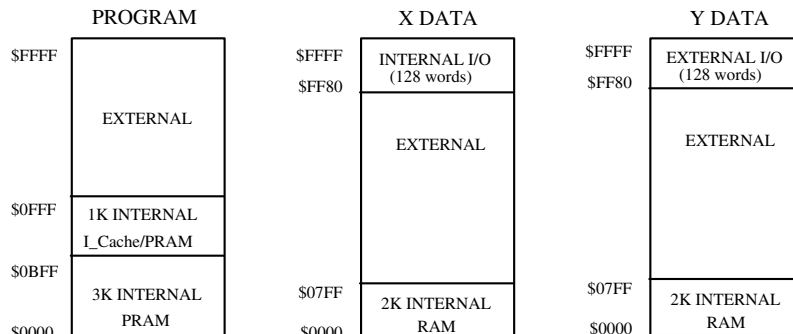 PROGRAM
$FFFF
EXTERNAL
$0FFF
1K INTERNAL
I_Cache/PRAM
$0BFF
3K INTERNAL
PRAM
$0000
X DATA
$FFFF
INTERNAL I/O
(128 words)
$FF80
EXTERNAL
$07FF
2K INTERNAL
RAM
$0000
Y DATA
$FFFF
EXTERNAL I/O
(128 words)
$FF80
EXTERNAL
$07FF
2K INTERNAL
RAM
$0000